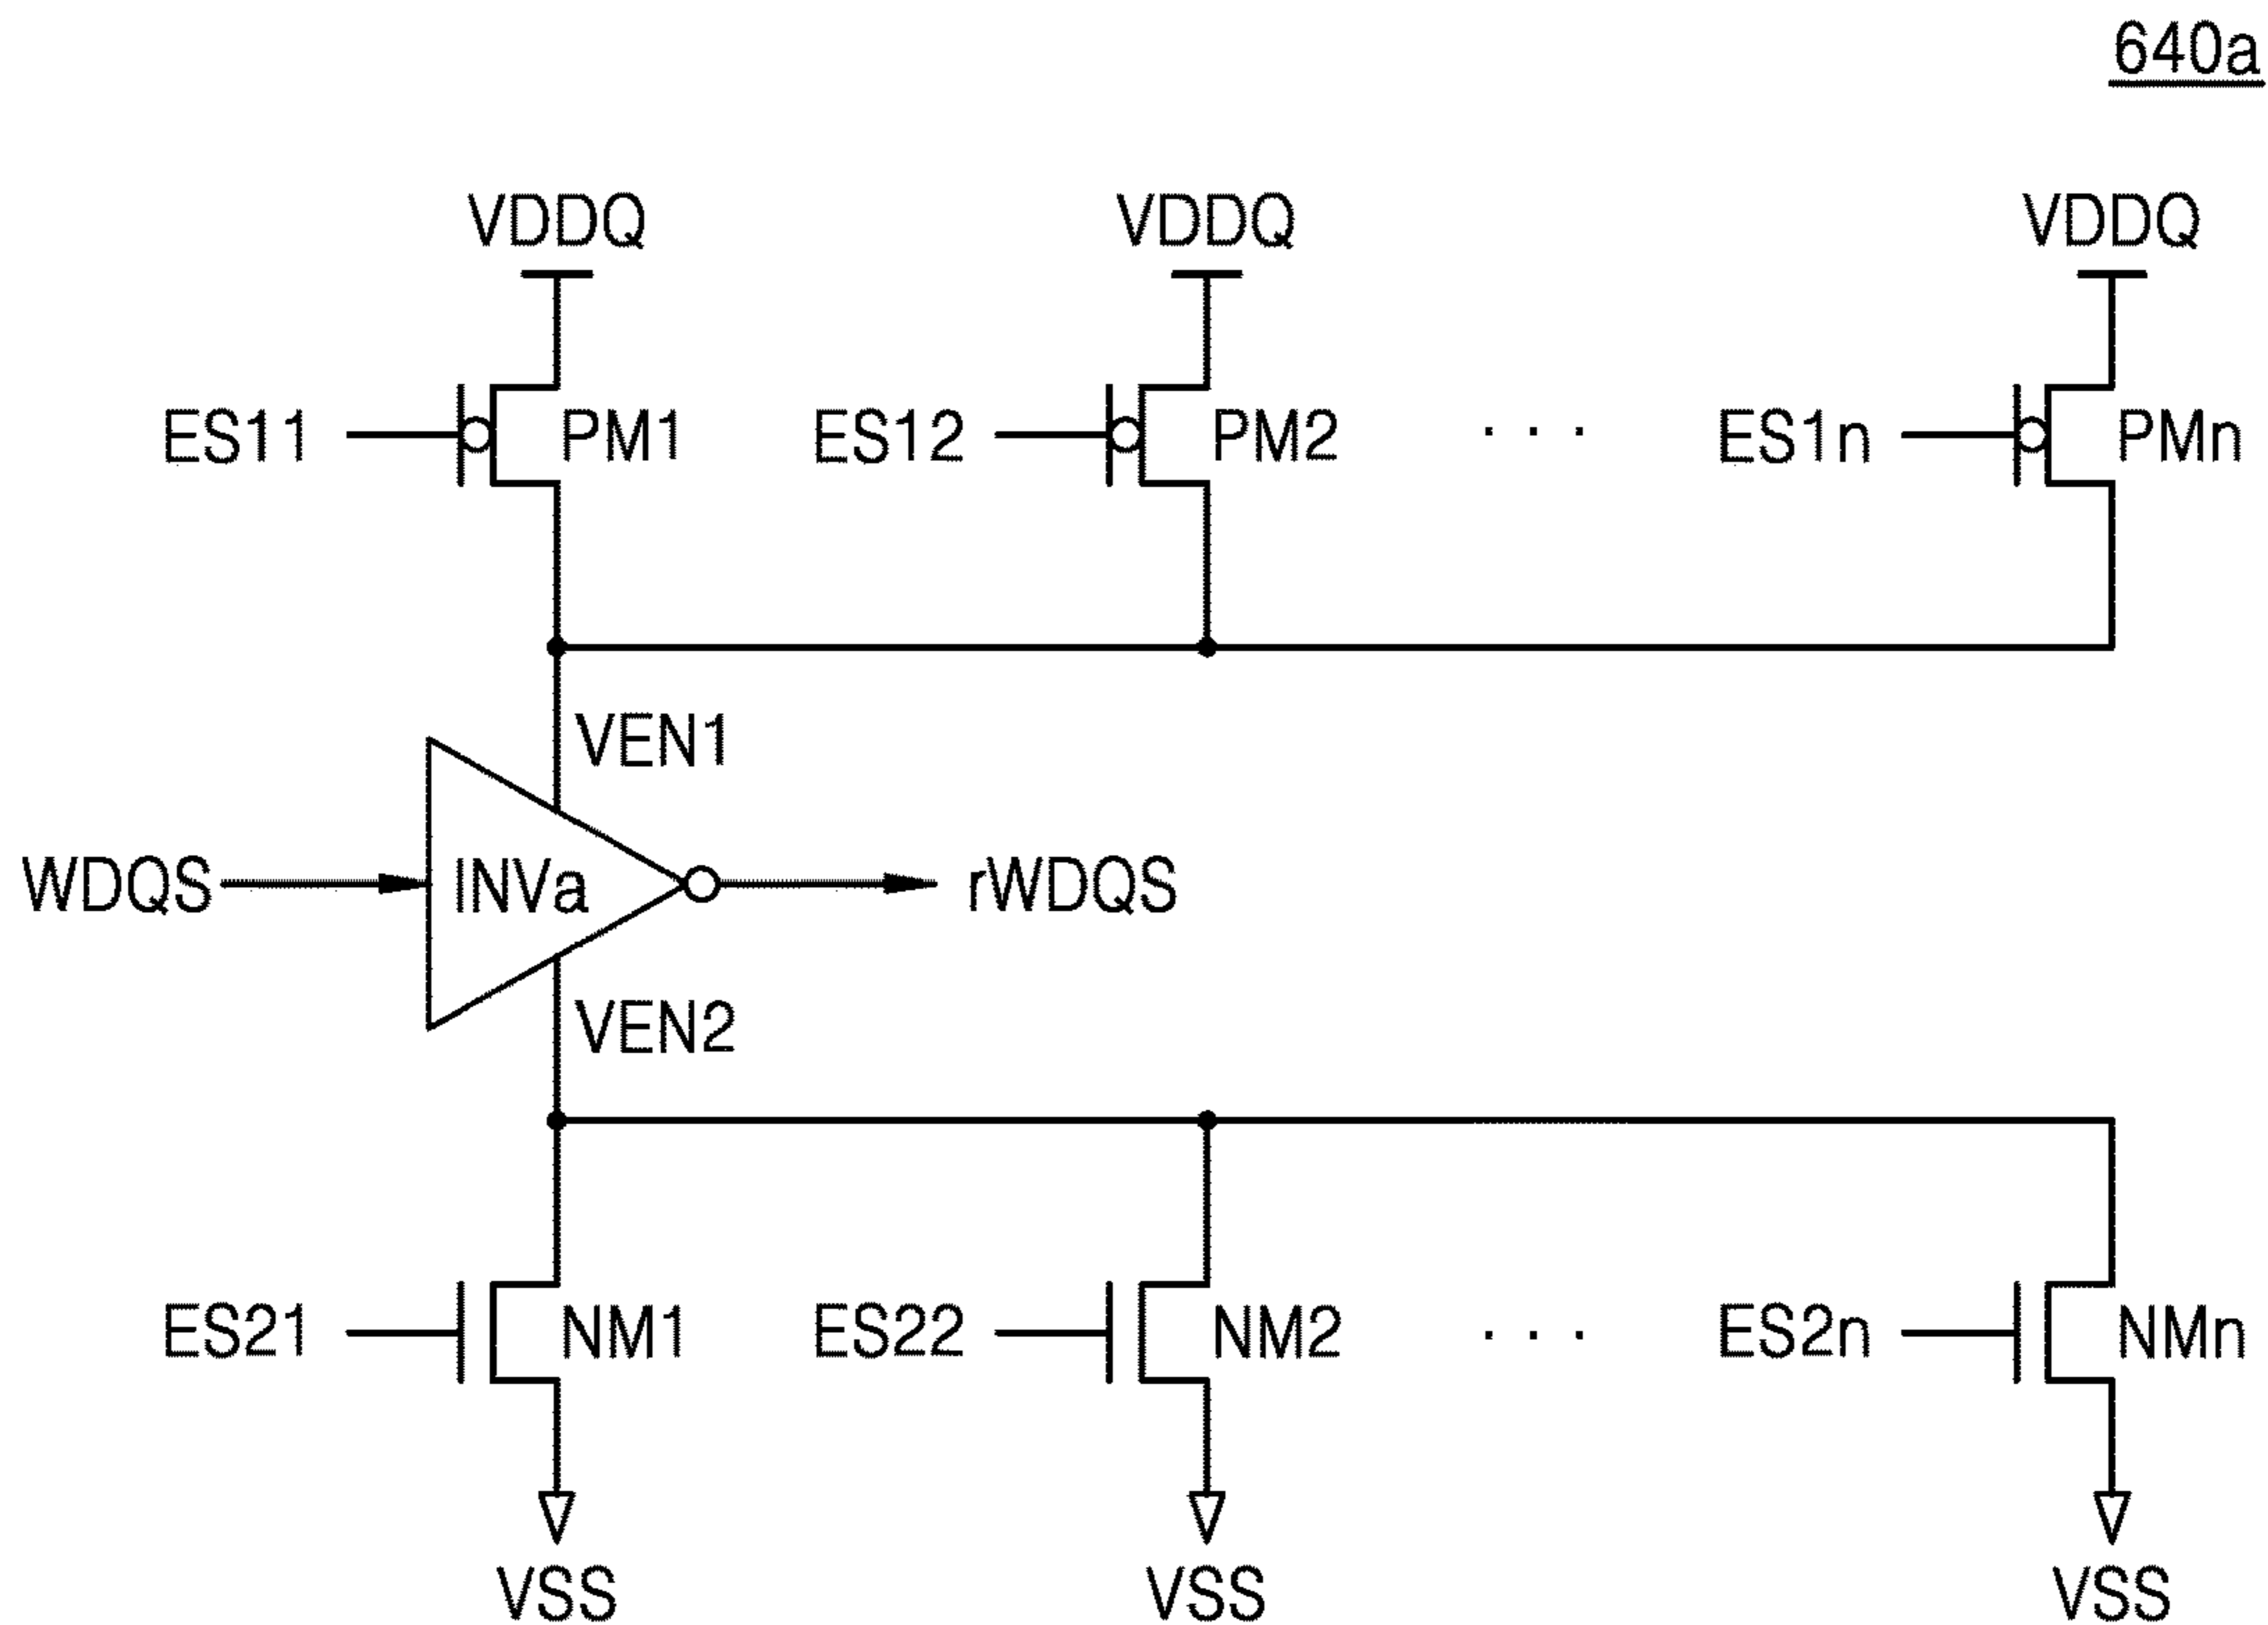 640a
VDDQ VDDQ VDDQ
ES11 PM1 ES12 PM2 . . . ES1n PMn
VEN1
WDQS INVa rWDQS
VEN2
ES21 NM1 ES22 NM2 . . . ES2n NMn
VSS VSS VSS